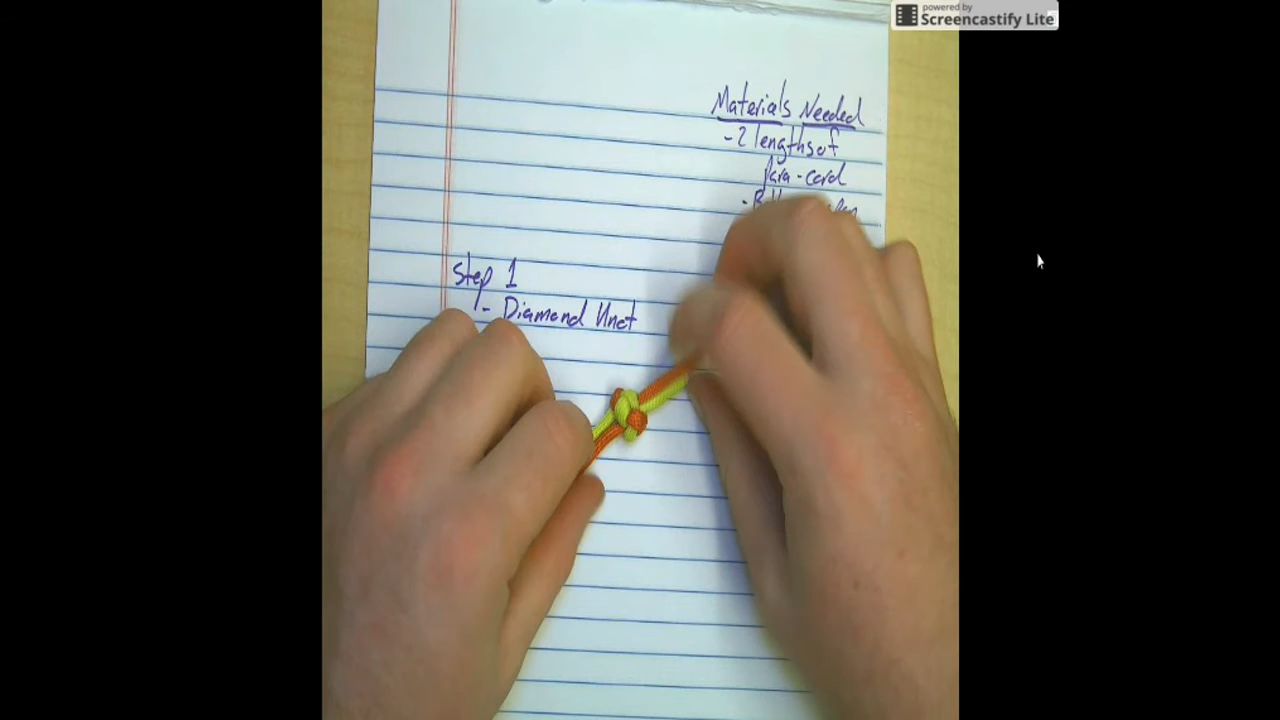 powered by
Screencastify Lite
Materials Needed
- 2 lengths of
Para-cord
Step 1
- Diamond Knot